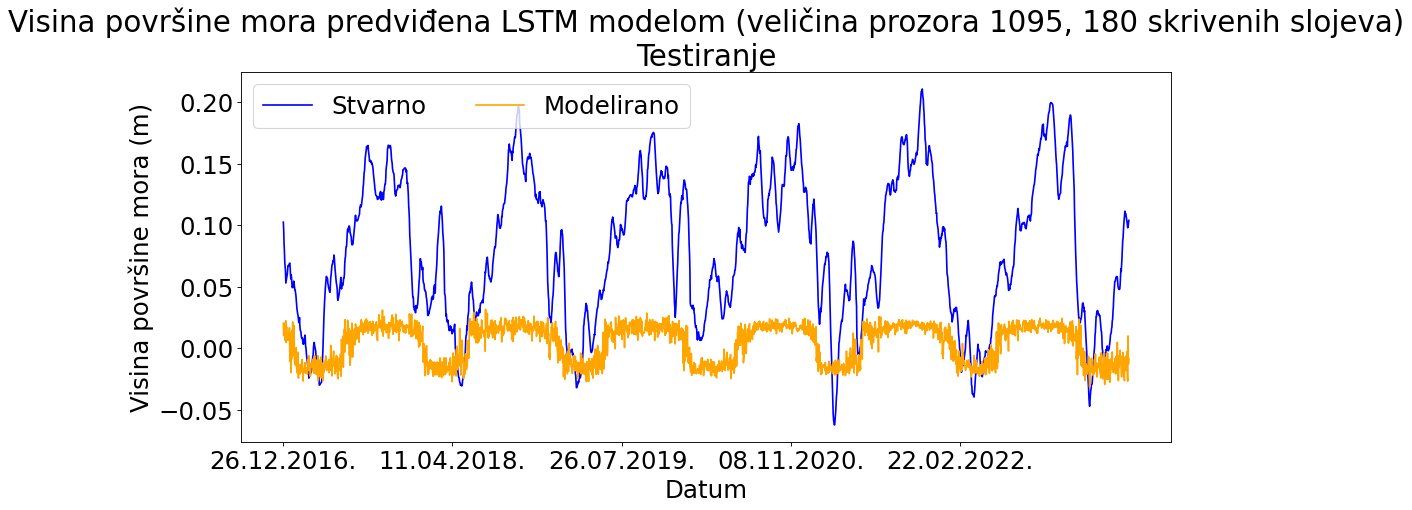 Visina površine mora predviđena LSTM modelom (veličina prozora 1095, 180 skrivenih slojeva)
Testiranje
Stvarno Modelirano
Visina površine mora (m)
0.20
0.15
0.10
0.05
0.00
−0.05
26.12.2016. 11.04.2018. 26.07.2019. 08.11.2020. 22.02.2022.
Datum